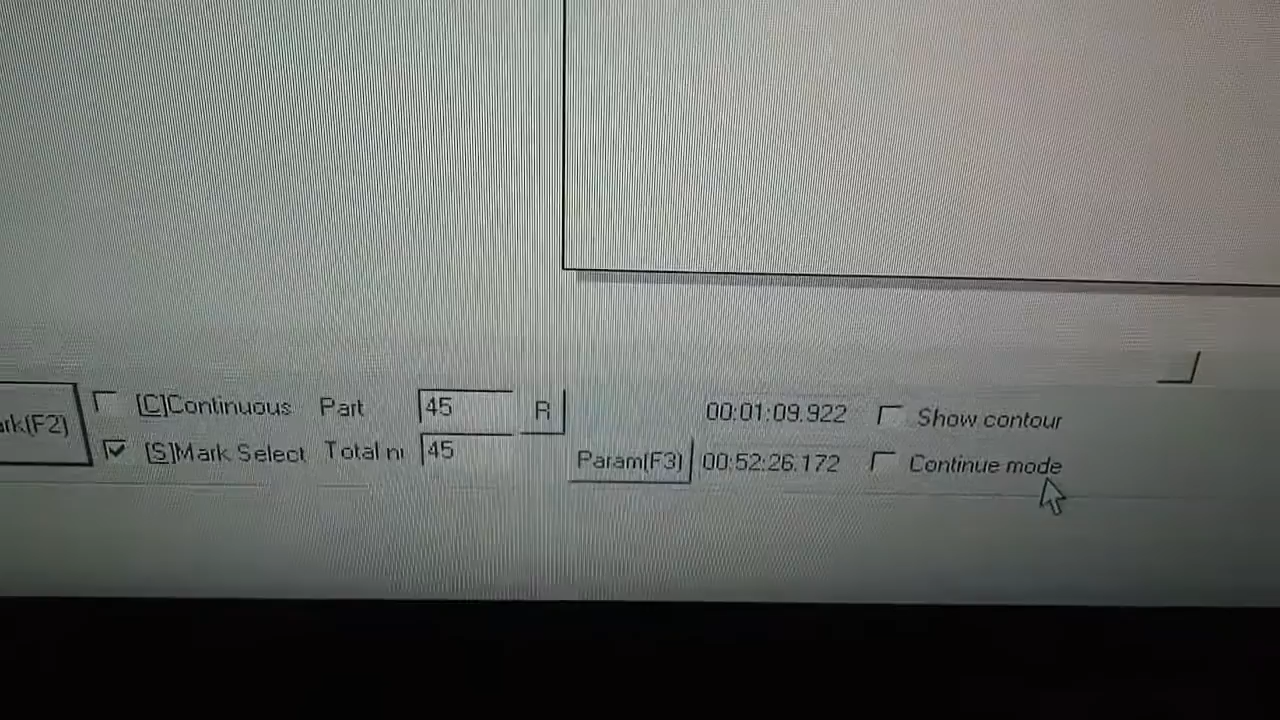 ark(F2) [C]Continuous Part 45 R 00:01:09.922 Show contour
[S]Mark Select Total n 45 Param(F3) 00:52:26.172 Continue mode